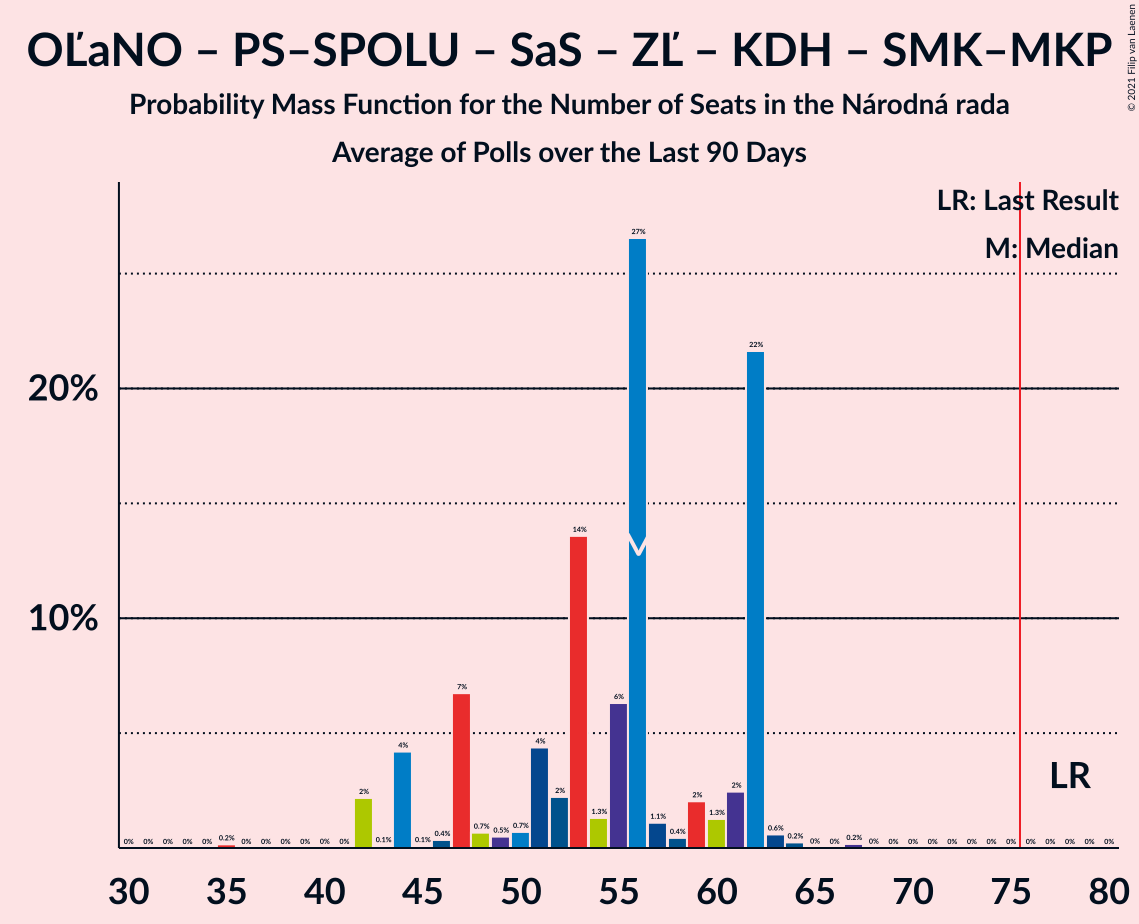 OĽaNO – PS–SPOLU – SaS – ZĽ – KDH – SMK–MKP
Probability Mass Function for the Number of Seats in the Národná rada
Average of Polls over the Last 90 Days
© 2021 Filip van Laenen
LR: Last Result
M: Median
27%
22%
20%
14%
10%
7%
6%
4%
4%
2%
2%
2%
2%
1.3%
1.3%
1.1%
LR
0% 0% 0% 0% 0% 0.2% 0% 0% 0% 0% 0% 0% 0.1% 0.1% 0.4% 0.7% 0.5% 0.7% 0.4% 0.6% 0.2% 0% 0% 0.2% 0% 0% 0% 0% 0% 0% 0% 0% 0% 0% 0% 0% 0%
30 35 40 45 50 55 60 65 70 75 80